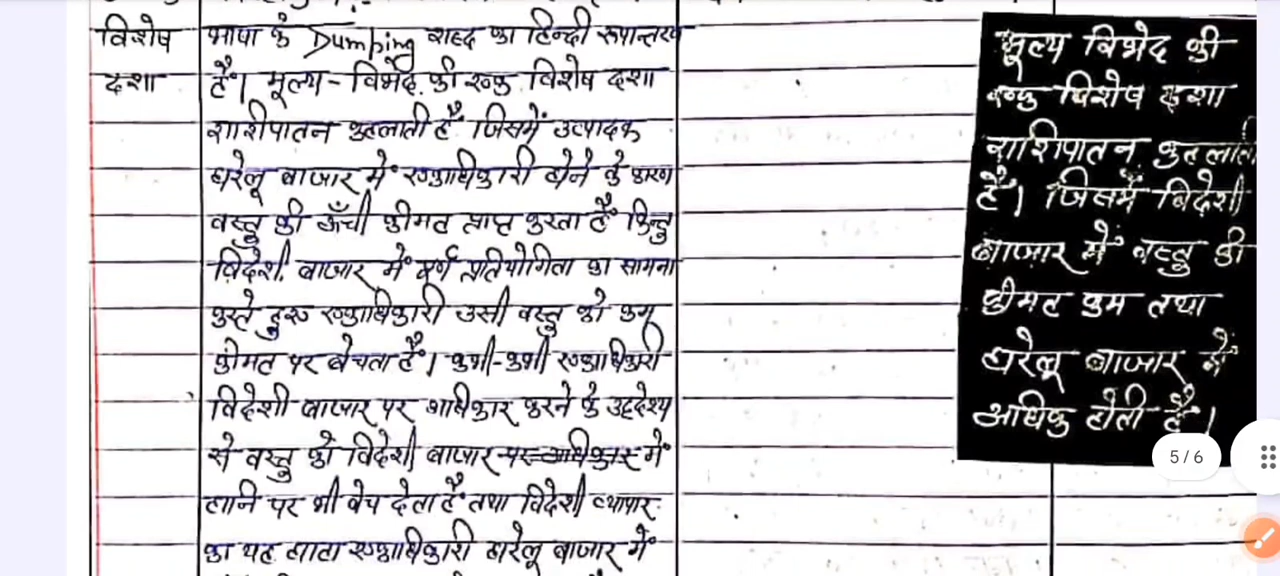 विशेष
दशा
भाषा के Dumping शब्द का हिन्दी रूपान्तरण
है। मूल्य-विभेद की एक विशेष दशा
राशिपातन कहलाती है जिसमें उत्पादक
घरेलू बाजार में एकाधिकारी होने के कारण
वस्तु की ऊँची कीमत प्राप्त करता है किन्तु
विदेशी बाजार में पूर्ण प्रतियोगिता का सामना
करते हुए एकाधिकारी उसी वस्तु को कम
कीमत पर बेचता है। कभी-कभी एकाधिकारी
विदेशी बाजार पर अधिकार करने के उद्देश्य
से वस्तु को विदेशी बाजार में
हानि पर भी बेच देता है तथा विदेशी व्यापार
का यह घाटा एकाधिकारी घरेलू बाजार में
मूल्य विभेद की
एक विशेष दशा
राशिपातन कहलाती
है। जिसमें विदेशी
बाजार में वस्तु की
कीमत कम तथा
घरेलू बाजार में
अधिक होती है।
5/6